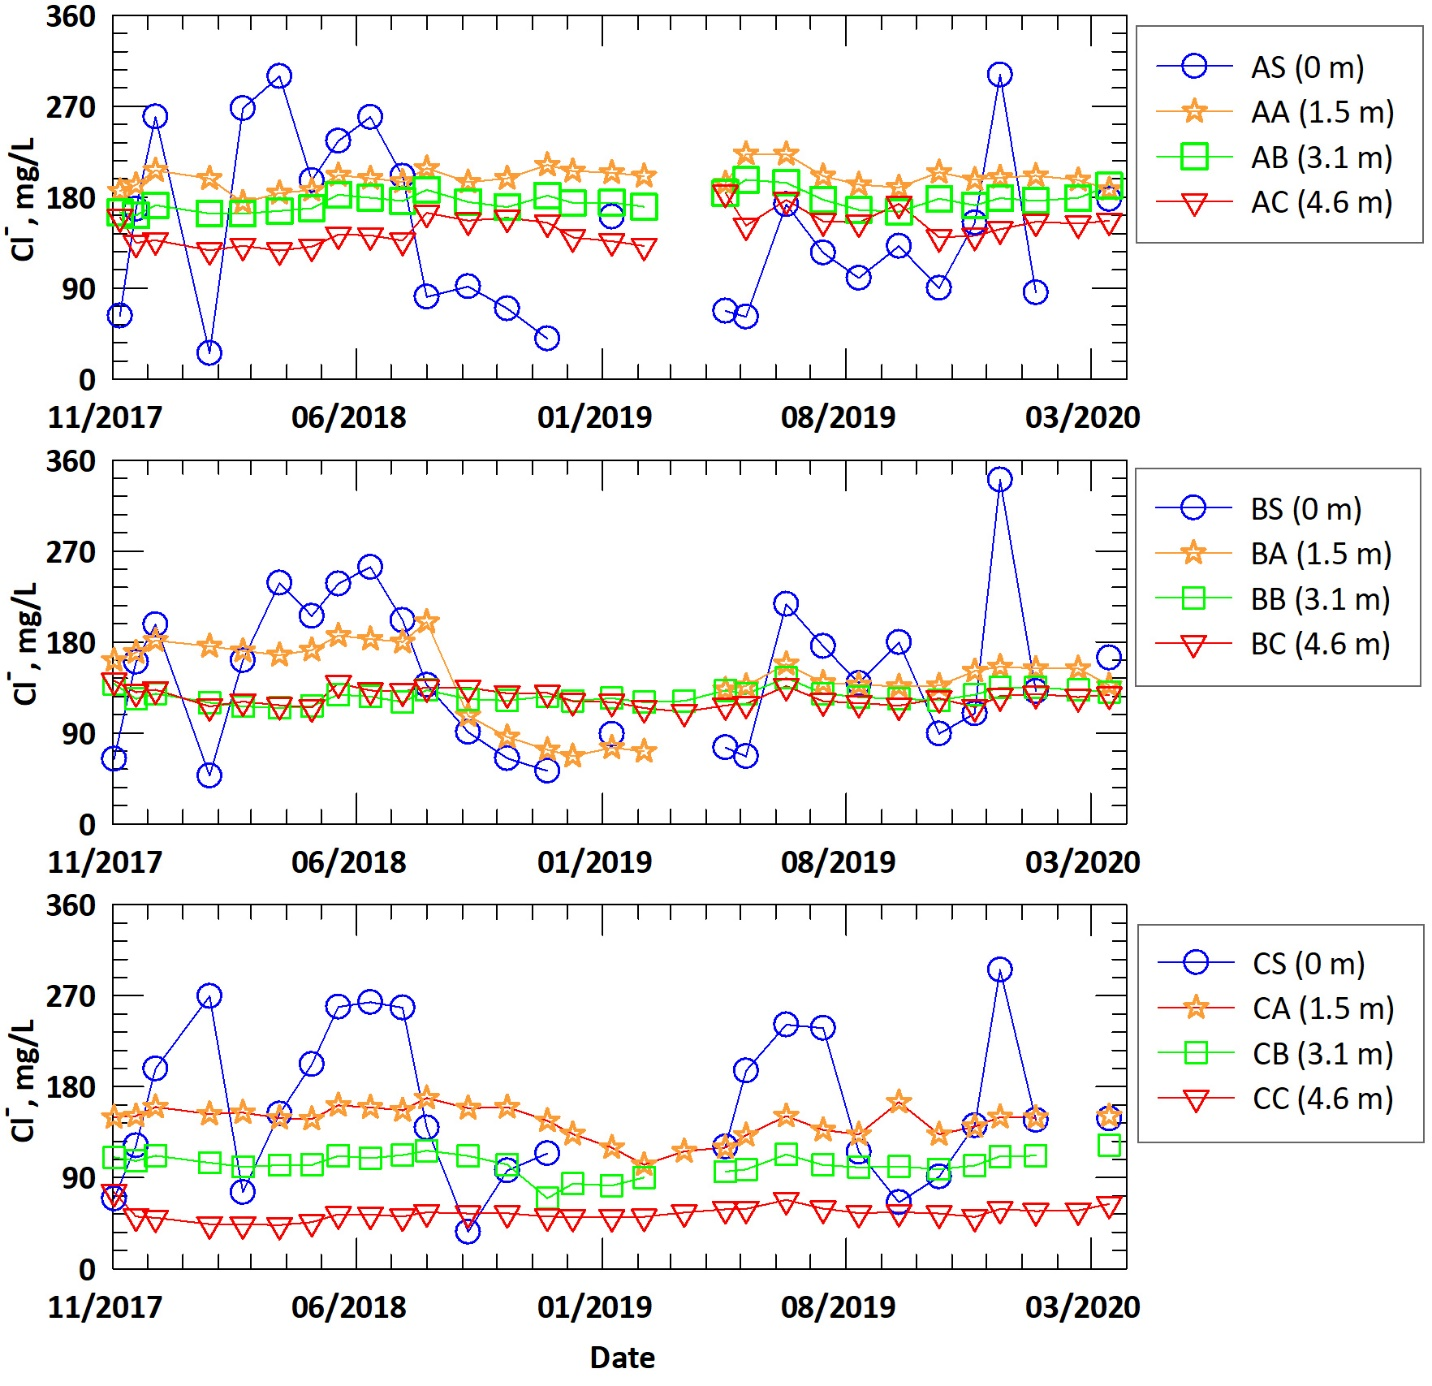 360
270
180
90
0
Cl⁻, mg/L
11/2017 06/2018 01/2019 08/2019 03/2020
AS (0 m)
AA (1.5 m)
AB (3.1 m)
AC (4.6 m)
360
270
180
90
0
Cl⁻, mg/L
11/2017 06/2018 01/2019 08/2019 03/2020
BS (0 m)
BA (1.5 m)
BB (3.1 m)
BC (4.6 m)
360
270
180
90
0
Cl⁻, mg/L
11/2017 06/2018 01/2019 08/2019 03/2020
CS (0 m)
CA (1.5 m)
CB (3.1 m)
CC (4.6 m)
Date